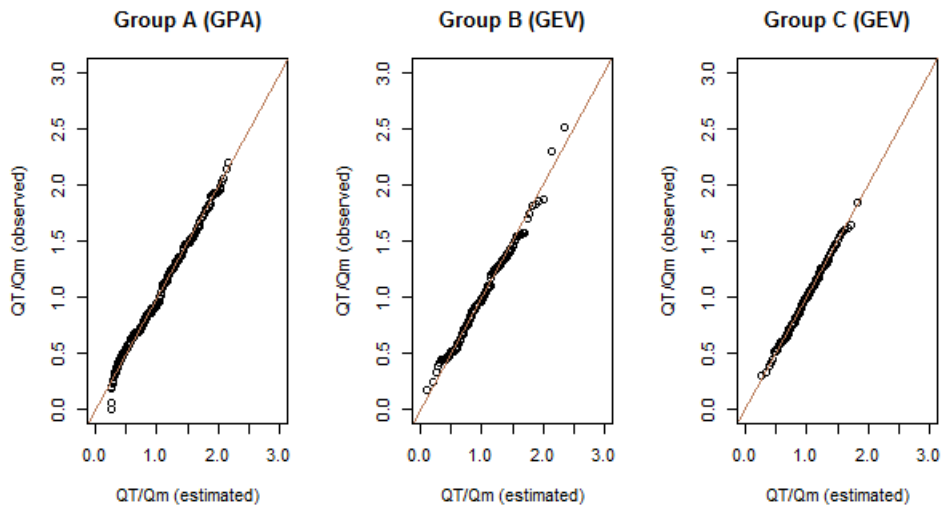 Group A (GPA)
QT/Qm (observed)
3.0
2.5
2.0
1.5
1.0
0.5
0.0
0.0 1.0 2.0 3.0
QT/Qm (estimated)
Group B (GEV)
QT/Qm (observed)
3.0
2.5
2.0
1.5
1.0
0.5
0.0
0.0 1.0 2.0 3.0
QT/Qm (estimated)
Group C (GEV)
QT/Qm (observed)
3.0
2.5
2.0
1.5
1.0
0.5
0.0
0.0 1.0 2.0 3.0
QT/Qm (estimated)